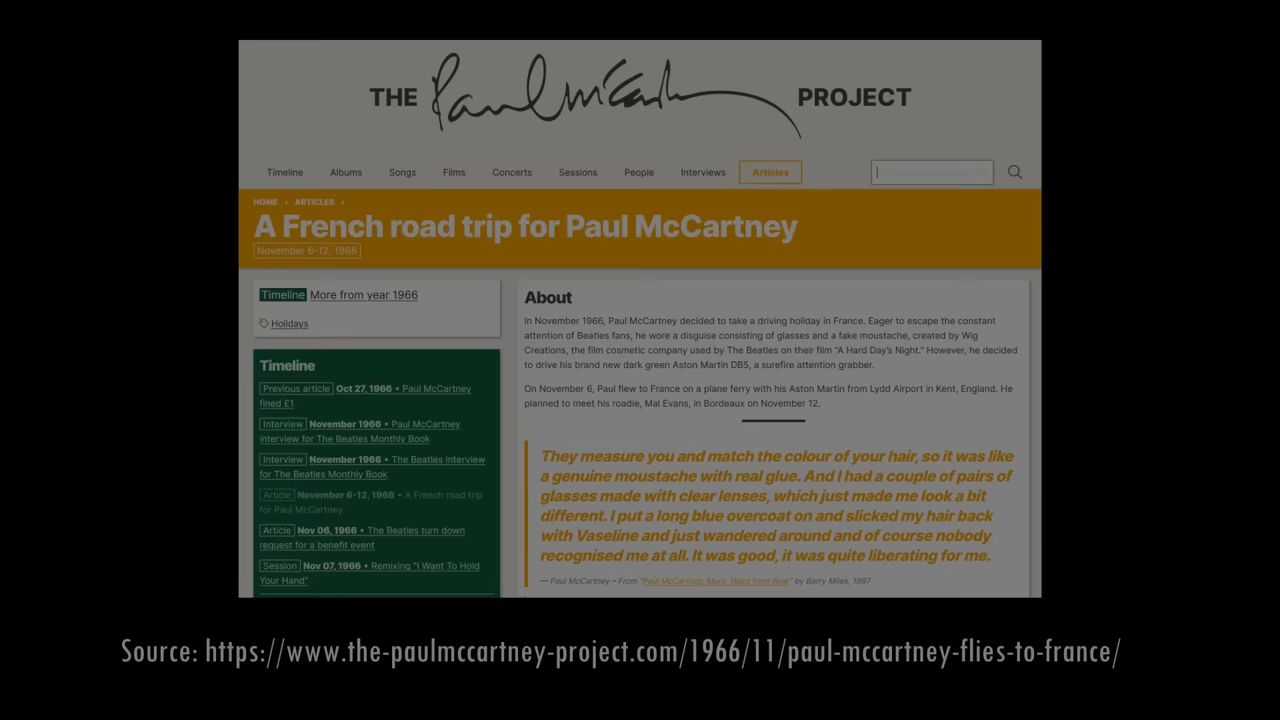 THE Paul McCartney PROJECT
Timeline Albums Songs Films Concerts Sessions People Interviews Articles
HOME › ARTICLES ›
A French road trip for Paul McCartney
November 6-12, 1966
Timeline More from year 1966
Holidays
Timeline
Previous article Oct 27, 1966 • Paul McCartney
fined £1
Interview November 1966 • Paul McCartney
interview for The Beatles Monthly Book
Interview November 1966 • The Beatles interview
for The Beatles Monthly Book
Article November 6-12, 1966 • A French road trip
for Paul McCartney
Article Nov 06, 1966 • The Beatles turn down
request for a benefit event
Session Nov 07, 1966 • Remixing "I Want To Hold
Your Hand"
About
In November 1966, Paul McCartney decided to take a driving holiday in France. Eager to escape the constant
attention of Beatles fans, he wore a disguise consisting of glasses and a fake moustache, created by Wig
Creations, the film cosmetic company used by The Beatles on their film “A Hard Day’s Night.” However, he decided
to drive his brand new dark green Aston Martin DB5, a surefire attention grabber.
On November 6, Paul flew to France on a plane ferry with his Aston Martin from Lydd Airport in Kent, England. He
planned to meet his roadie, Mal Evans, in Bordeaux on November 12.
They measure you and match the colour of your hair, so it was like
a genuine moustache with real glue. And I had a couple of pairs of
glasses made with clear lenses, which just made me look a bit
different. I put a long blue overcoat on and slicked my hair back
with Vaseline and just wandered around and of course nobody
recognised me at all. It was good, it was quite liberating for me.
— Paul McCartney – From “Paul McCartney: Many Years from Now” by Barry Miles, 1997
Source: https://www.the-paulmccartney-project.com/1966/11/paul-mccartney-flies-to-france/